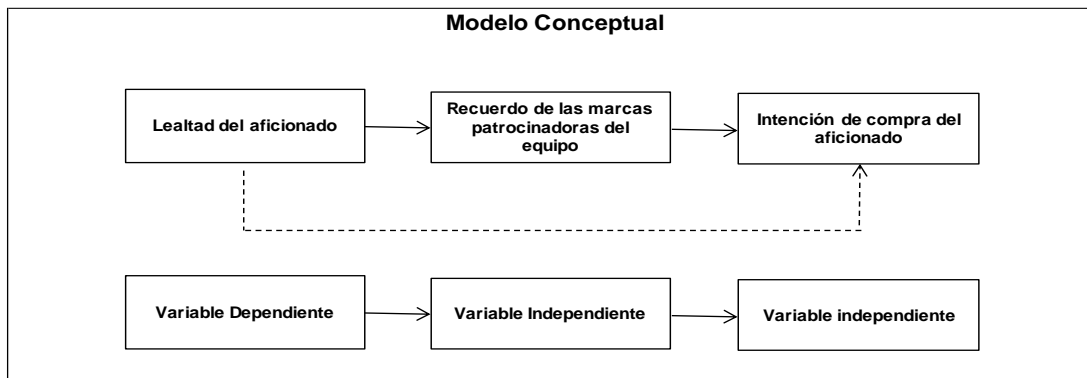 Modelo Conceptual
Lealtad del aficionado
Recuerdo de las marcas
patrocinadoras del
equipo
Intención de compra del
aficionado
Variable Dependiente
Variable Independiente
Variable independiente